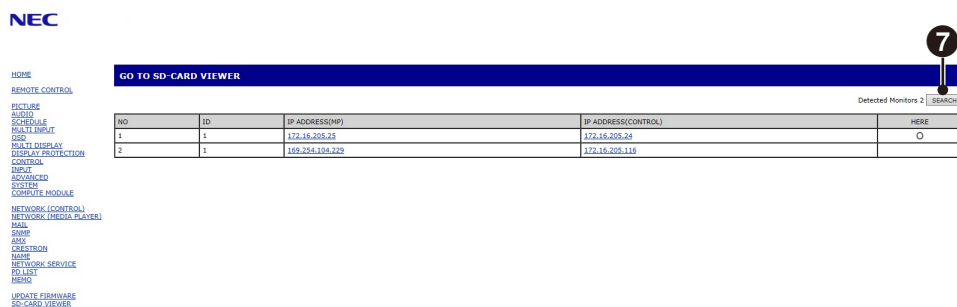 NEC
7
HOME
REMOTE CONTROL
PICTURE
AUDIO
SCHEDULE
MULTI INPUT
OSD
MULTI DISPLAY
DISPLAY PROTECTION
CONTROL
INPUT
ADVANCED
SYSTEM
COMPUTE MODULE
NETWORK (CONTROL)
NETWORK (MEDIA PLAYER)
MAIL
SNMP
AMX
CRESTRON
NAME
NETWORK SERVICE
PD LIST
MEMO
UPDATE FIRMWARE
SD-CARD VIEWER
GO TO SD-CARD VIEWER
Detected Monitors 2 SEARCH
NO ID IP ADDRESS(MP) IP ADDRESS(CONTROL) HERE
1 1 172.16.205.25 172.16.205.24 O
2 1 169.254.104.229 172.16.205.116